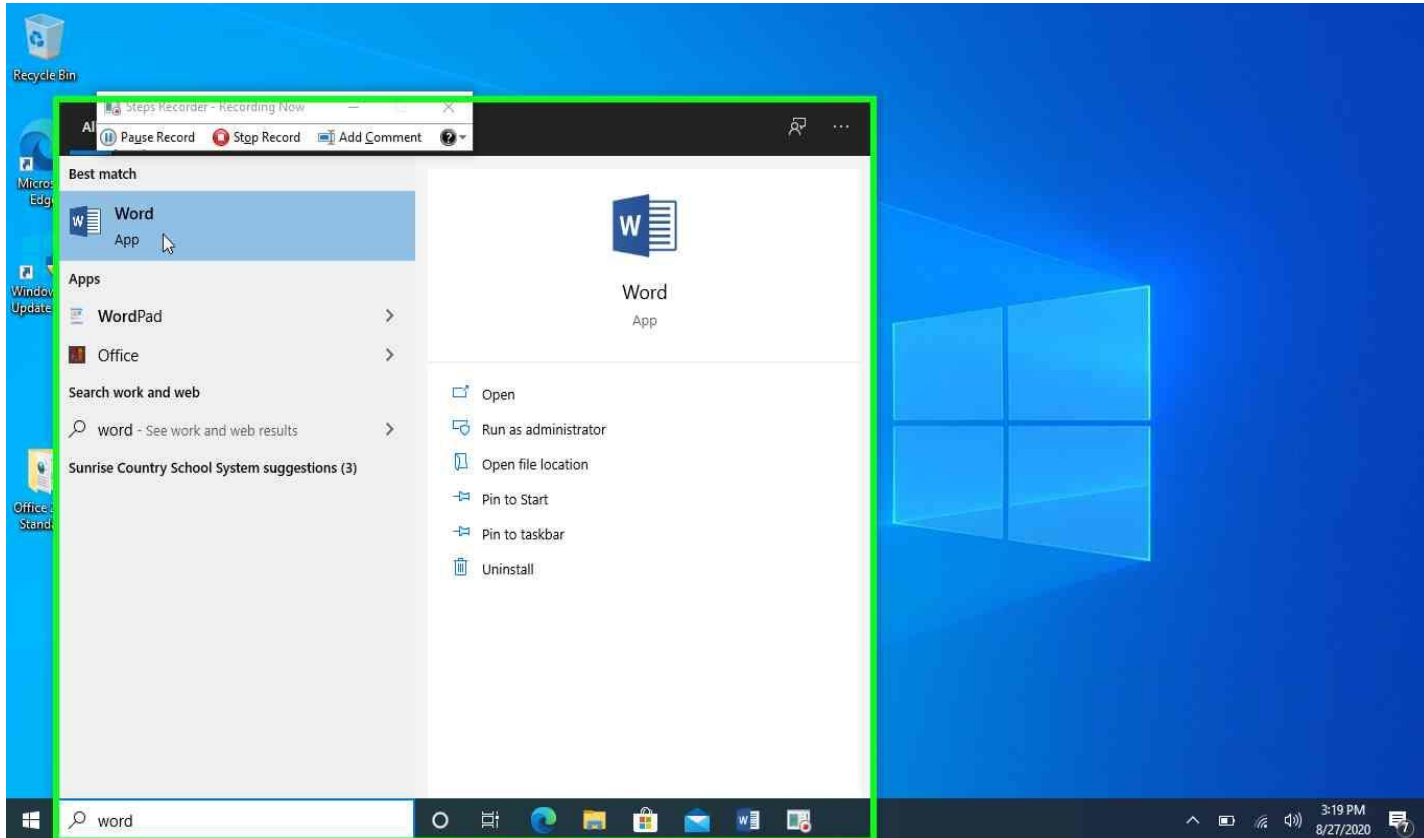 Recycle Bin
Steps Recorder - Recording Now
Pause Record Stop Record Add Comment
Best match
Word
App
Apps
WordPad
Office
Search work and web
word - See work and web results
Sunrise Country School System suggestions (3)
Word
App
Open
Run as administrator
Open file location
Pin to Start
Pin to taskbar
Uninstall
word
3:19 PM
8/27/2020
7